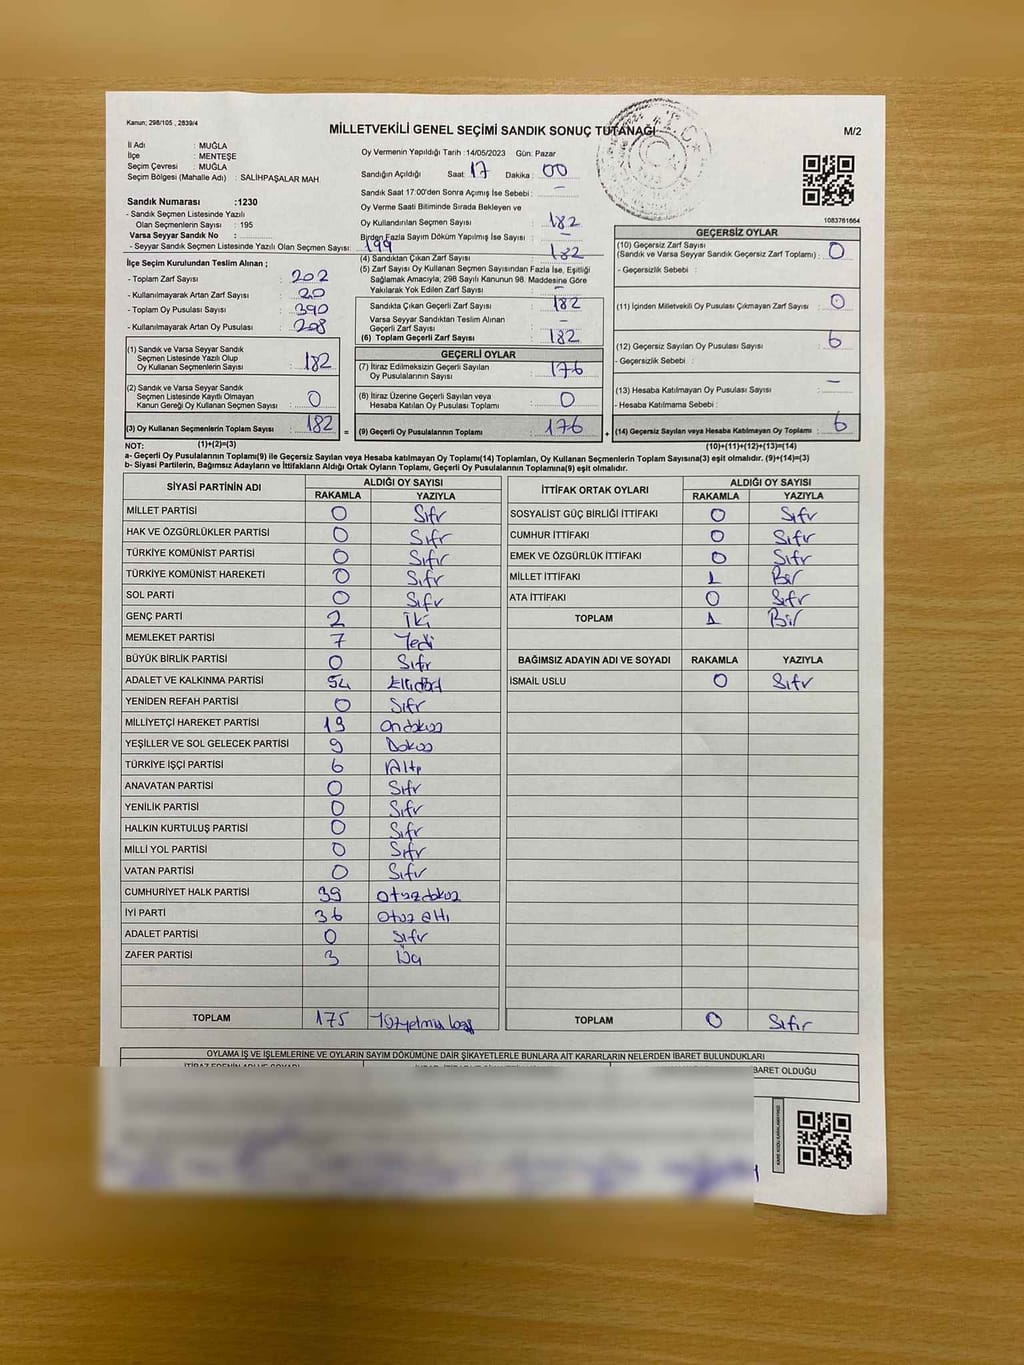 Kanun; 298/105 , 2839/4
MİLLETVEKİLİ GENEL SEÇİMİ SANDIK SONUÇ TUTANAĞI
M/2
İl Adı : MUĞLA
İlçe : MENTEŞE
Seçim Çevresi : MUĞLA
Seçim Bölgesi (Mahalle Adı) : SALİHPAŞALAR MAH.
Sandık Numarası :1230
- Sandık Seçmen Listesinde Yazılı
Olan Seçmenlerin Sayısı : 195
Varsa Seyyar Sandık No :
- Seyyar Sandık Seçmen Listesinde Yazılı Olan Seçmen Sayısı:
Oy Vermenin Yapıldığı Tarih :14/05/2023 Gün: Pazar
Sandığın Açıldığı Saat 17 Dakika : 00
Sandık Saat 17:00'den Sonra Açılmış İse Sebebi : –
Oy Verme Saati Bitiminde Sırada Bekleyen ve
Oy Kullandırılan Seçmen Sayısı : 182
Birden Fazla Sayım Döküm Yapılmış İse Sayısı : –
199
1083761664
İlçe Seçim Kurulundan Teslim Alınan ;
- Toplam Zarf Sayısı : 202
- Kullanılmayarak Artan Zarf Sayısı : 20
- Toplam Oy Pusulası Sayısı : 390
- Kullanılmayarak Artan Oy Pusulası : 208
(1) Sandık ve Varsa Seyyar Sandık
Seçmen Listesinde Yazılı Olup
Oy Kullanan Seçmenlerin Sayısı : 182
(2) Sandık ve Varsa Seyyar Sandık
Seçmen Listesinde Kayıtlı Olmayan
Kanun Gereği Oy Kullanan Seçmen Sayısı : 0
(3) Oy Kullanan Seçmenlerin Toplam Sayısı : 182
(4) Sandıktan Çıkan Zarf Sayısı : 182
(5) Zarf Sayısı Oy Kullanan Seçmen Sayısından Fazla İse, Eşitliği
Sağlamak Amacıyla; 298 Sayılı Kanunun 98. Maddesine Göre
Yakılarak Yok Edilen Zarf Sayısı : –
Sandıkta Çıkan Geçerli Zarf Sayısı : 182
Varsa Seyyar Sandıktan Teslim Alınan
Geçerli Zarf Sayısı : –
(6) Toplam Geçerli Zarf Sayısı : 182
GEÇERLİ OYLAR
(7) İtiraz Edilmeksizin Geçerli Sayılan
Oy Pusulalarının Sayısı : 176
(8) İtiraz Üzerine Geçerli Sayılan veya
Hesaba Katılan Oy Pusulası Toplamı : 0
= (9) Geçerli Oy Pusulalarının Toplamı : 176
GEÇERSİZ OYLAR
(10) Geçersiz Zarf Sayısı
(Sandık ve Varsa Seyyar Sandık Geçersiz Zarf Toplamı) : 0
- Geçersizlik Sebebi :
(11) İçinden Milletvekili Oy Pusulası Çıkmayan Zarf Sayısı : 0
(12) Geçersiz Sayılan Oy Pusulası Sayısı : 6
- Geçersizlik Sebebi :
(13) Hesaba Katılmayan Oy Pusulası Sayısı : –
- Hesaba Katılmama Sebebi :
+ (14) Geçersiz Sayılan veya Hesaba Katılmayan Oy Toplamı : 6
NOT: (1)+(2)=(3) (10)+(11)+(12)+(13)=(14)
a- Geçerli Oy Pusulalarının Toplamı(9) ile Geçersiz Sayılan veya Hesaba katılmayan Oy Toplamı(14) Toplamları, Oy Kullanan Seçmenlerin Toplam Sayısına(3) eşit olmalıdır. (9)+(14)=(3)
b- Siyasi Partilerin, Bağımsız Adayların ve İttifakların Aldığı Ortak Oyların Toplamı, Geçerli Oy Pusulalarının Toplamına(9) eşit olmalıdır.
SİYASİ PARTİNİN ADI ALDIĞI OY SAYISI
RAKAMLA YAZIYLA
MİLLET PARTİSİ 0 Sıfır
HAK VE ÖZGÜRLÜKLER PARTİSİ 0 Sıfır
TÜRKİYE KOMÜNİST PARTİSİ 0 Sıfır
TÜRKİYE KOMÜNİST HAREKETİ 0 Sıfır
SOL PARTİ 0 Sıfır
GENÇ PARTİ 2 İki
MEMLEKET PARTİSİ 7 Yedi
BÜYÜK BİRLİK PARTİSİ 0 Sıfır
ADALET VE KALKINMA PARTİSİ 54 Ellidört
YENİDEN REFAH PARTİSİ 0 Sıfır
MİLLİYETÇİ HAREKET PARTİSİ 19 Ondokuz
YEŞİLLER VE SOL GELECEK PARTİSİ 9 Dokuz
TÜRKİYE İŞÇİ PARTİSİ 6 Altı
ANAVATAN PARTİSİ 0 Sıfır
YENİLİK PARTİSİ 0 Sıfır
HALKIN KURTULUŞ PARTİSİ 0 Sıfır
MİLLİ YOL PARTİSİ 0 Sıfır
VATAN PARTİSİ 0 Sıfır
CUMHURİYET HALK PARTİSİ 39 Otuzdokuz
İYİ PARTİ 36 Otuz altı
ADALET PARTİSİ 0 Sıfır
ZAFER PARTİSİ 3 Üç
TOPLAM 175 Yüzyetmiş beş
İTTİFAK ORTAK OYLARI ALDIĞI OY SAYISI
RAKAMLA YAZIYLA
SOSYALİST GÜÇ BİRLİĞİ İTTİFAKI 0 Sıfır
CUMHUR İTTİFAKI 0 Sıfır
EMEK VE ÖZGÜRLÜK İTTİFAKI 0 Sıfır
MİLLET İTTİFAKI 1 Bir
ATA İTTİFAKI 0 Sıfır
TOPLAM 1 Bir
BAĞIMSIZ ADAYIN ADI VE SOYADI RAKAMLA YAZIYLA
İSMAİL USLU 0 Sıfır
TOPLAM 0 Sıfır
OYLAMA İŞ VE İŞLEMLERİNE VE OYLARIN SAYIM DÖKÜMÜNE DAİR ŞİKAYETLERLE BUNLARA AİT KARARLARIN NELERDEN İBARET BULUNDUKLARI
BARET OLDUĞU